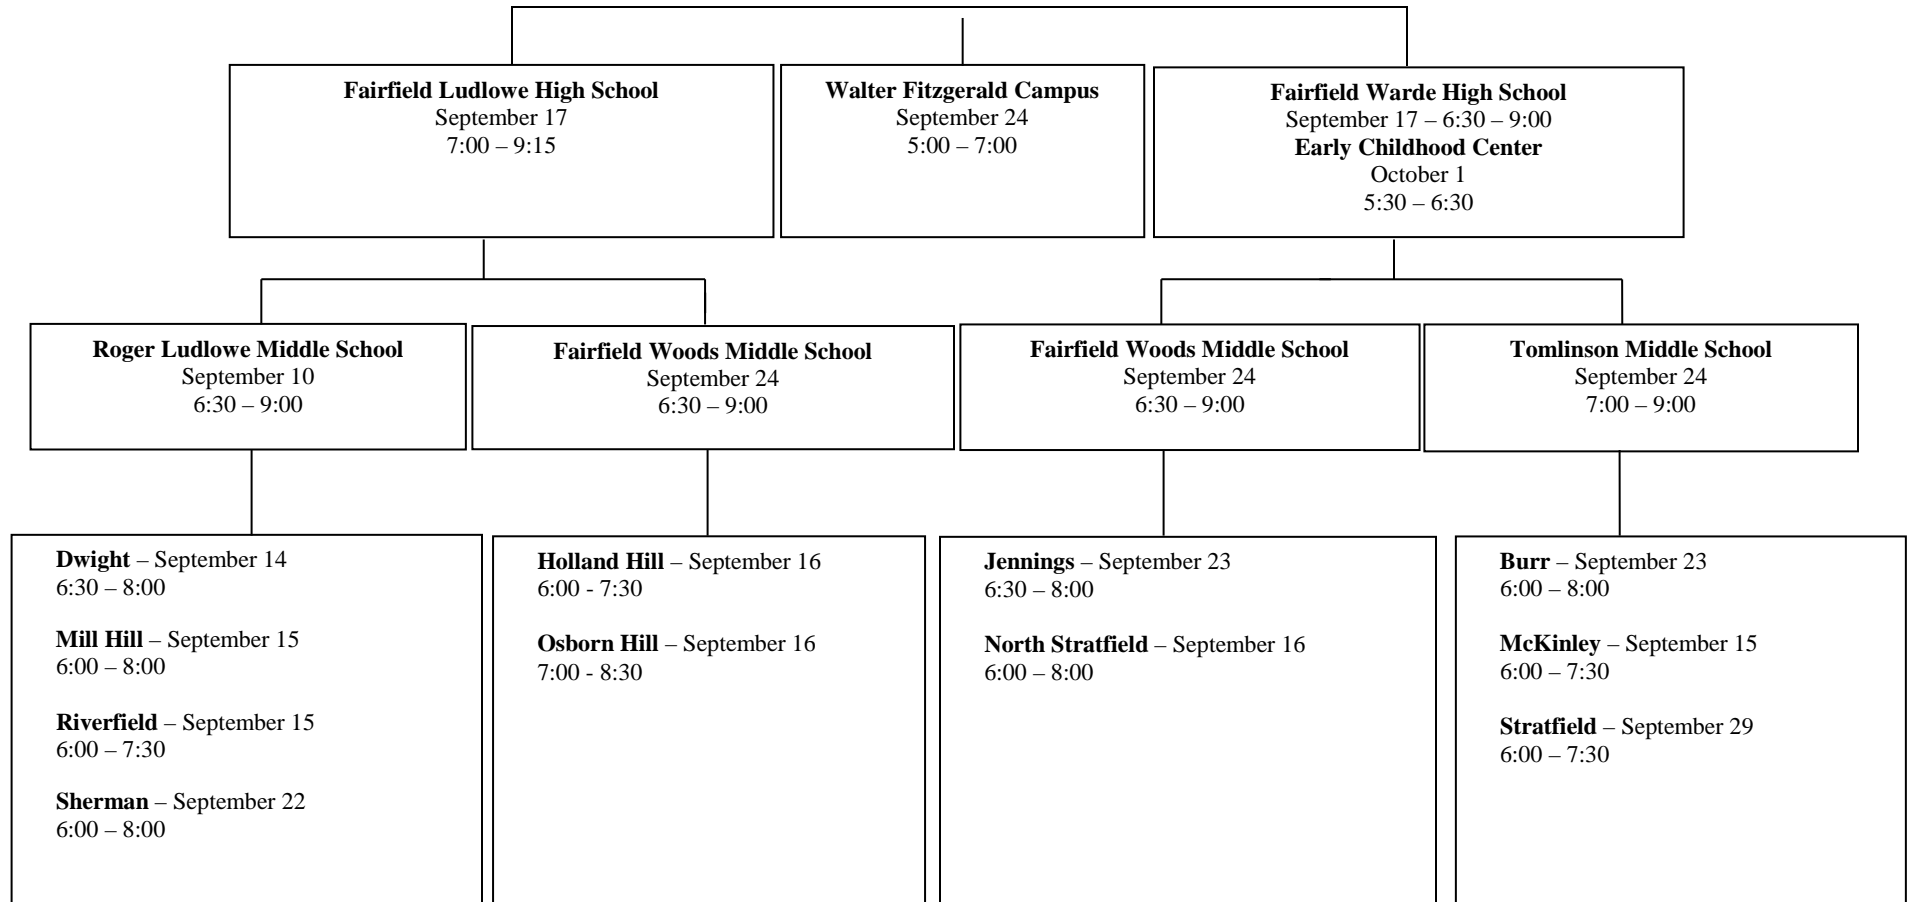 Fairfield Ludlowe High School
September 17
7:00 – 9:15
Walter Fitzgerald Campus
September 24
5:00 – 7:00
Fairfield Warde High School
September 17 – 6:30 – 9:00
Early Childhood Center
October 1
5:30 – 6:30
Roger Ludlowe Middle School
September 10
6:30 – 9:00
Fairfield Woods Middle School
September 24
6:30 – 9:00
Fairfield Woods Middle School
September 24
6:30 – 9:00
Tomlinson Middle School
September 24
7:00 – 9:00
Dwight – September 14
6:30 – 8:00
Mill Hill – September 15
6:00 – 8:00
Riverfield – September 15
6:00 – 7:30
Sherman – September 22
6:00 – 8:00
Holland Hill – September 16
6:00 - 7:30
Osborn Hill – September 16
7:00 - 8:30
Jennings – September 23
6:30 – 8:00
North Stratfield – September 16
6:00 – 8:00
Burr – September 23
6:00 – 8:00
McKinley – September 15
6:00 – 7:30
Stratfield – September 29
6:00 – 7:30